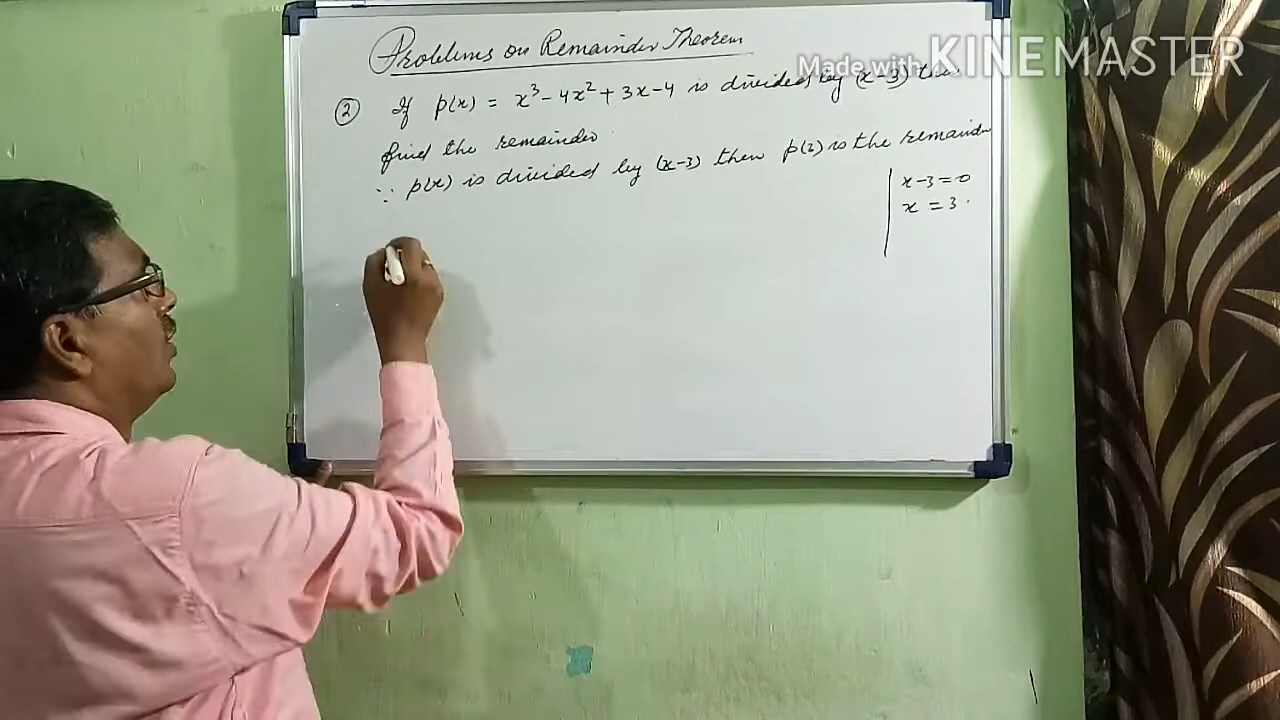 Problems on Remainder Theorem
Made with KINEMASTER
② If p(x) = x³ - 4x² + 3x - 4 is divided by (x-3) then
find the remainder.
∵ p(x) is divided by (x-3) then p(3) is the remainder
x-3=0
x = 3.